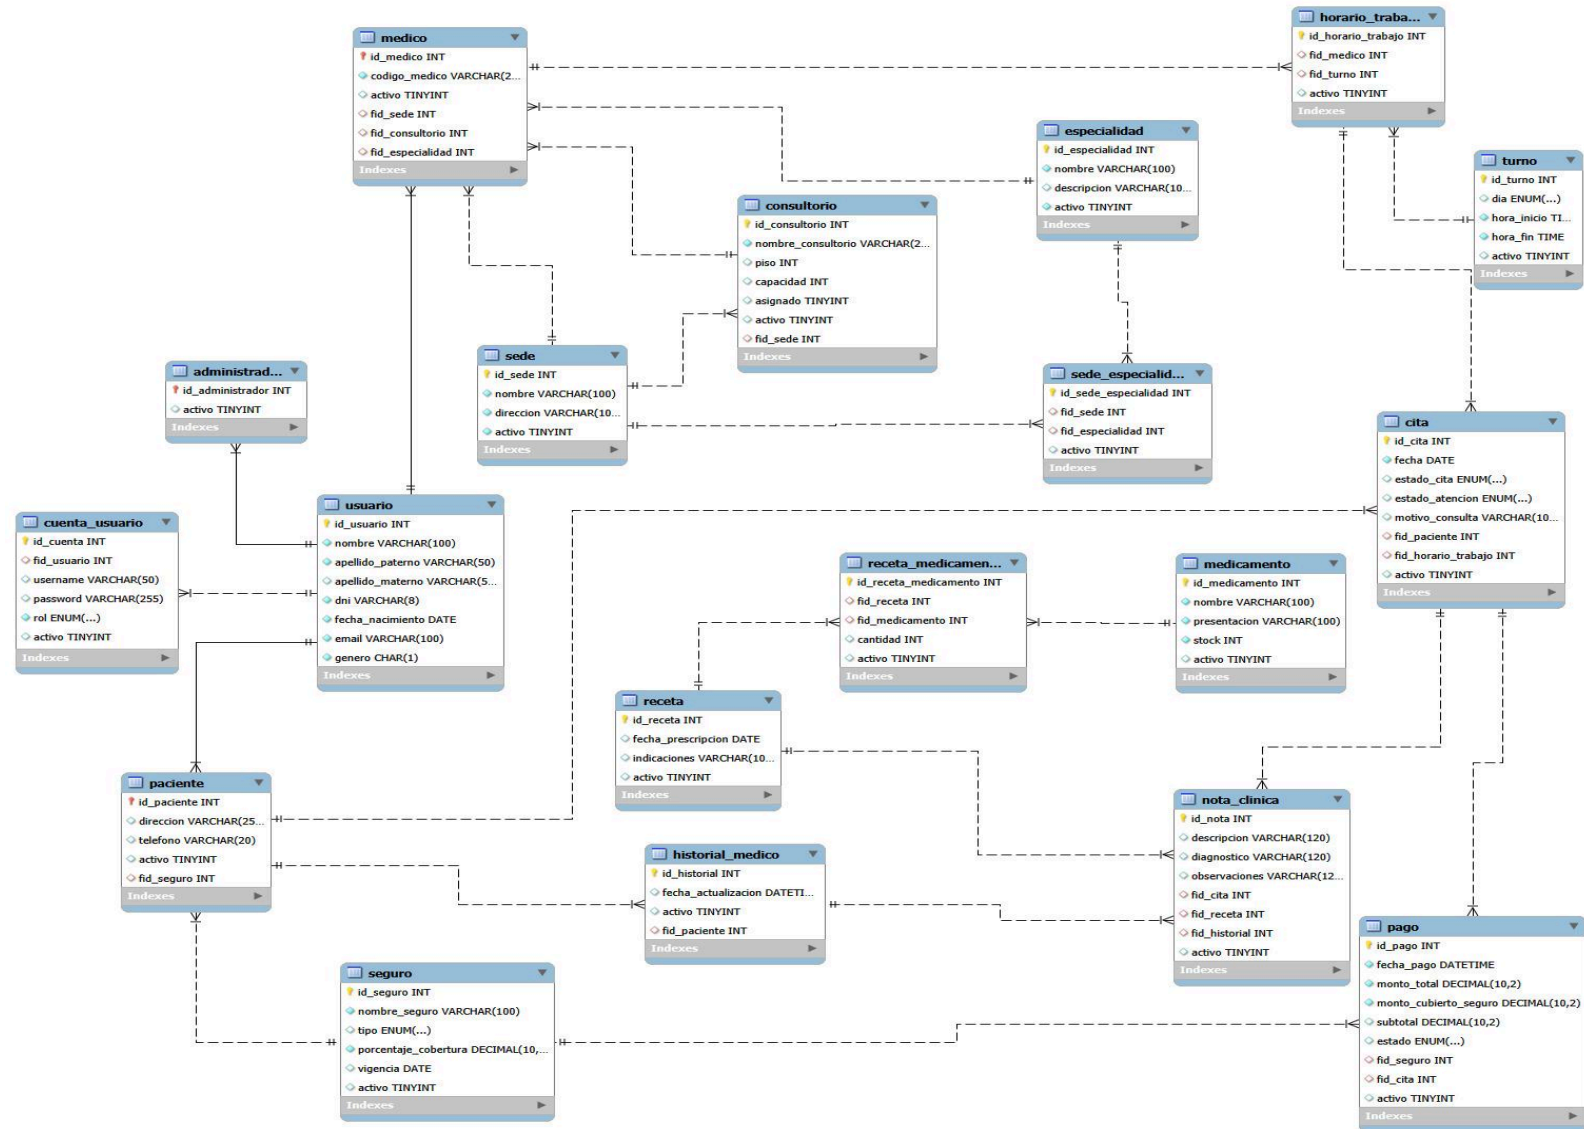 medico
id_medico INT
codigo_medico VARCHAR(2...
activo TINYINT
fid_sede INT
fid_consultorio INT
fid_especialidad INT
Indexes
horario_traba...
id_horario_trabajo INT
fid_medico INT
fid_turno INT
activo TINYINT
Indexes
especialidad
id_especialidad INT
nombre VARCHAR(100)
descripcion VARCHAR(10...
activo TINYINT
Indexes
turno
id_turno INT
dia ENUM(...)
hora_inicio TI...
hora_fin TIME
activo TINYINT
Indexes
consultorio
id_consultorio INT
nombre_consultorio VARCHAR(2...
piso INT
capacidad INT
asignado TINYINT
activo TINYINT
fid_sede INT
Indexes
sede
id_sede INT
nombre VARCHAR(100)
direccion VARCHAR(10...
activo TINYINT
Indexes
administrad...
id_administrador INT
activo TINYINT
Indexes
sede_especialid...
id_sede_especialidad INT
fid_sede INT
fid_especialidad INT
activo TINYINT
Indexes
cita
id_cita INT
fecha DATE
estado_cita ENUM(...)
estado_atencion ENUM(...)
motivo_consulta VARCHAR(10...
fid_paciente INT
fid_horario_trabajo INT
activo TINYINT
Indexes
usuario
id_usuario INT
nombre VARCHAR(100)
apellido_paterno VARCHAR(50)
apellido_materno VARCHAR(5...
dni VARCHAR(8)
fecha_nacimiento DATE
email VARCHAR(100)
genero CHAR(1)
Indexes
cuenta_usuario
id_cuenta INT
fid_usuario INT
username VARCHAR(50)
password VARCHAR(255)
rol ENUM(...)
activo TINYINT
Indexes
receta_medicamen...
id_receta_medicamento INT
fid_receta INT
fid_medicamento INT
cantidad INT
activo TINYINT
Indexes
medicamento
id_medicamento INT
nombre VARCHAR(100)
presentacion VARCHAR(100)
stock INT
activo TINYINT
Indexes
receta
id_receta INT
fecha_prescripcion DATE
indicaciones VARCHAR(10...
activo TINYINT
Indexes
paciente
id_paciente INT
direccion VARCHAR(25...
telefono VARCHAR(20)
activo TINYINT
fid_seguro INT
Indexes
nota_clinica
id_nota INT
descripcion VARCHAR(120)
diagnostico VARCHAR(120)
observaciones VARCHAR(12...
fid_cita INT
fid_receta INT
fid_historial INT
activo TINYINT
Indexes
historial_medico
id_historial INT
fecha_actualizacion DATETI...
activo TINYINT
fid_paciente INT
Indexes
pago
id_pago INT
fecha_pago DATETIME
monto_total DECIMAL(10,2)
monto_cubierto_seguro DECIMAL(10,2)
subtotal DECIMAL(10,2)
estado ENUM(...)
fid_seguro INT
fid_cita INT
activo TINYINT
Indexes
seguro
id_seguro INT
nombre_seguro VARCHAR(100)
tipo ENUM(...)
porcentaje_cobertura DECIMAL(10,...
vigencia DATE
activo TINYINT
Indexes